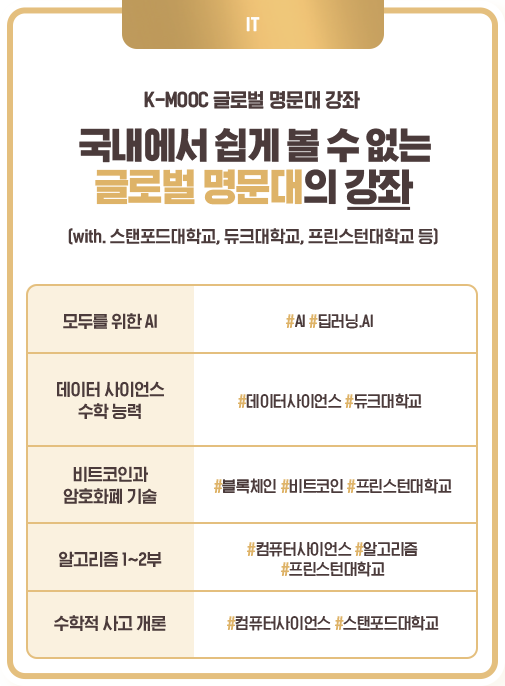 IT
K-MOOC 글로벌 명문대 강좌
국내에서 쉽게 볼 수 없는
글로벌 명문대의 강좌
(with. 스탠포드대학교, 듀크대학교, 프린스턴대학교 등)
모두를 위한 AI
#AI #딥러닝.AI
데이터 사이언스
수학 능력
#데이터사이언스 #듀크대학교
비트코인과
암호화폐 기술
#블록체인 #비트코인 #프린스턴대학교
알고리즘 1~2부
#컴퓨터사이언스 #알고리즘
#프린스턴대학교
수학적 사고 개론
#컴퓨터사이언스 #스탠포드대학교